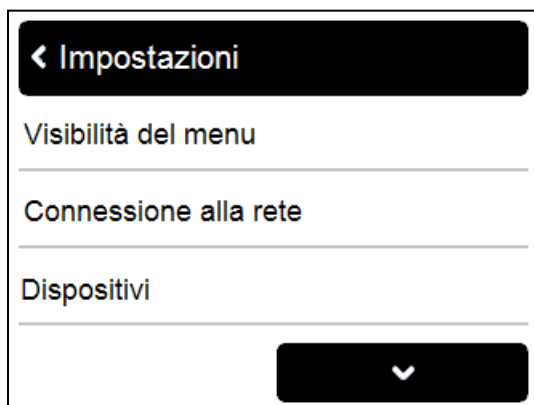 Impostazioni
Visibilità del menu
Connessione alla rete
Dispositivi